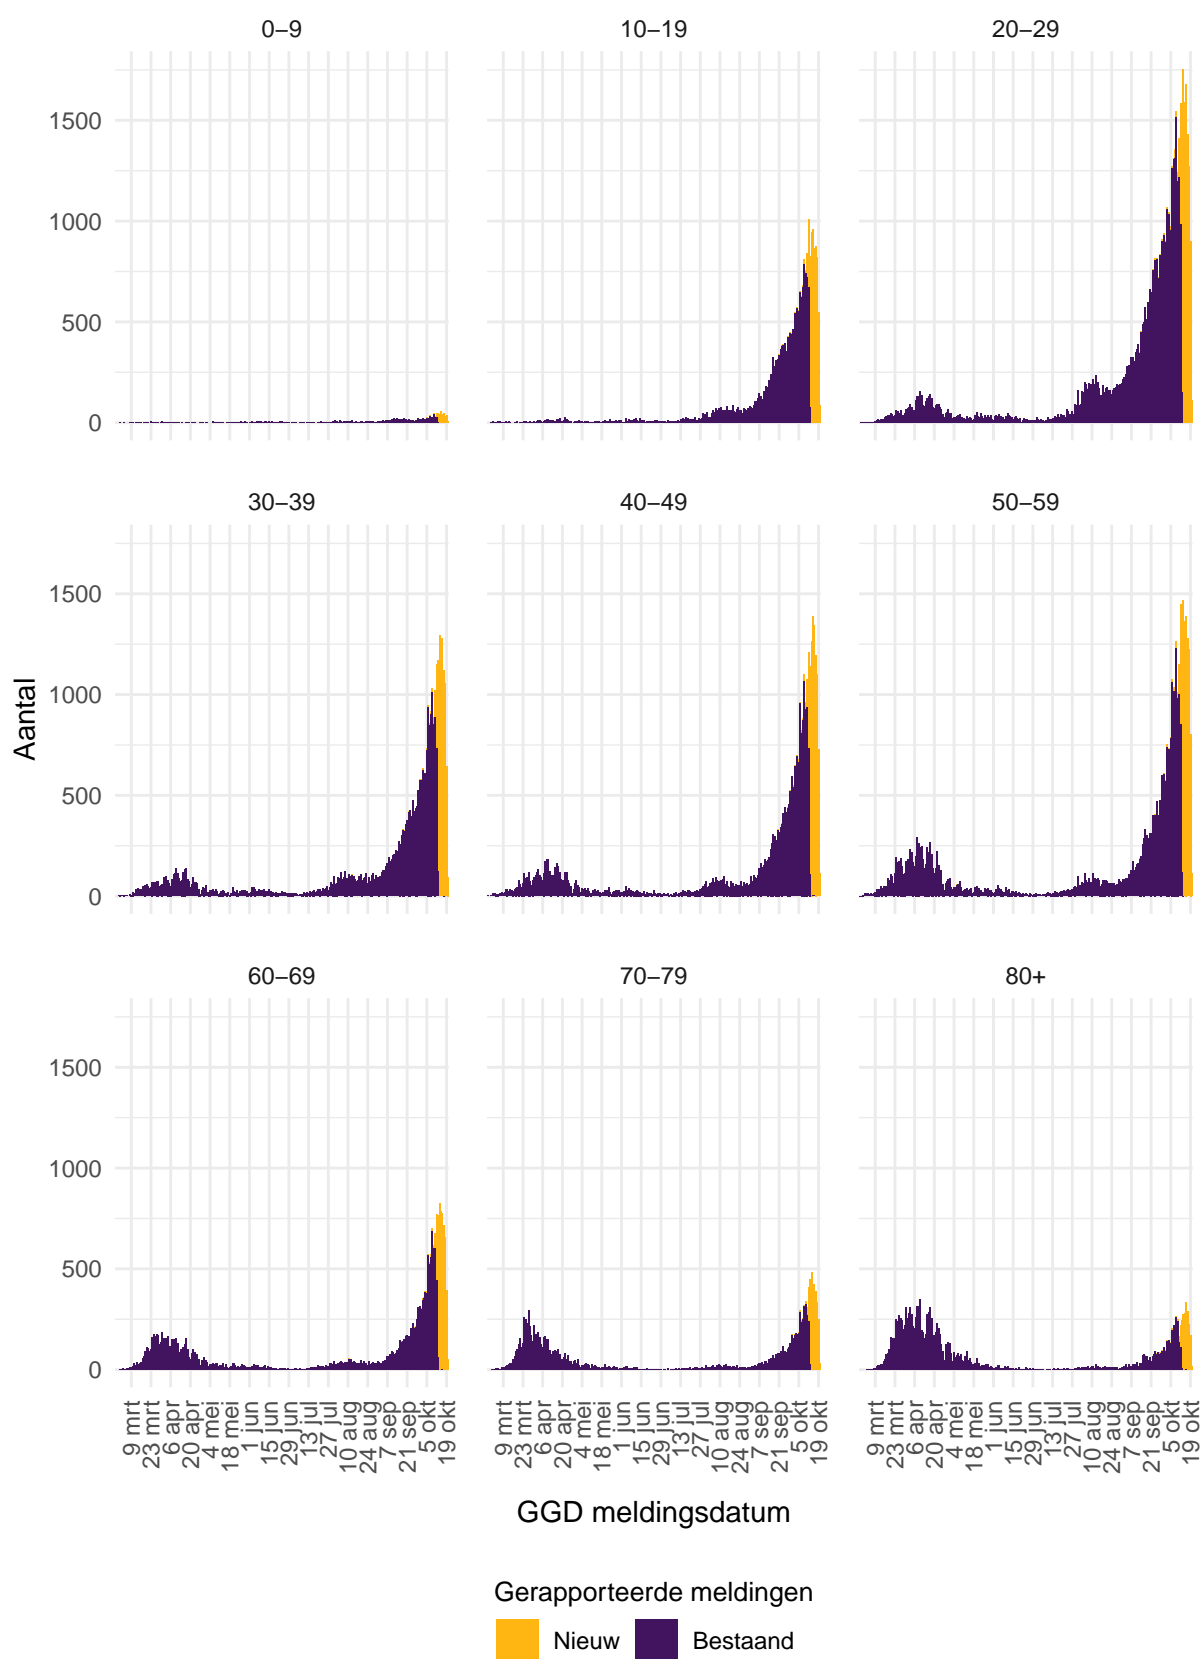 0–9 10–19 20–29
1500
1000
500
0
30–39 40–49 50–59
1500
1000
500
0
Aantal
60–69 70–79 80+
1500
1000
500
0
9 mrt 23 mrt 6 apr 20 apr 4 mei 18 mei 1 jun 15 jun 29 jun 13 jul 27 jul 10 aug 24 aug 7 sep 21 sep 5 okt 19 okt
9 mrt 23 mrt 6 apr 20 apr 4 mei 18 mei 1 jun 15 jun 29 jun 13 jul 27 jul 10 aug 24 aug 7 sep 21 sep 5 okt 19 okt
9 mrt 23 mrt 6 apr 20 apr 4 mei 18 mei 1 jun 15 jun 29 jun 13 jul 27 jul 10 aug 24 aug 7 sep 21 sep 5 okt 19 okt
GGD meldingsdatum
Gerapporteerde meldingen
Nieuw Bestaand